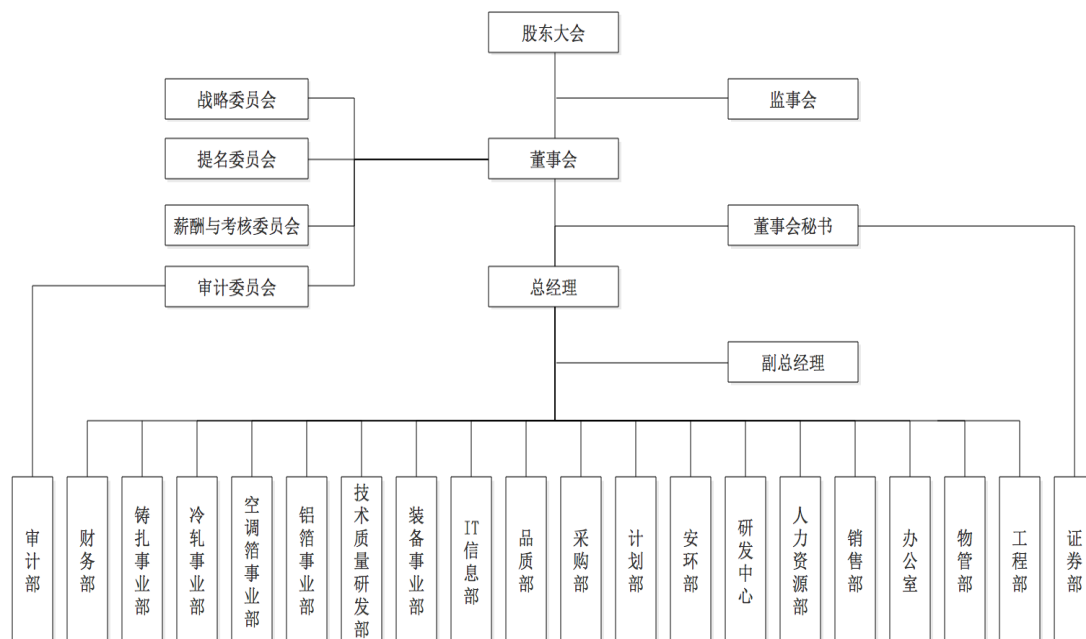 股东大会
战略委员会
监事会
提名委员会
董事会
薪酬与考核委员会
董事会秘书
审计委员会
总经理
副总经理
审计部
财务部
铸扎事业部
冷轧事业部
空调箔事业部
铝箔事业部
技术质量研发部
装备事业部
IT信息部
品质部
采购部
计划部
安环部
研发中心
人力资源部
销售部
办公室
物管部
工程部
证券部